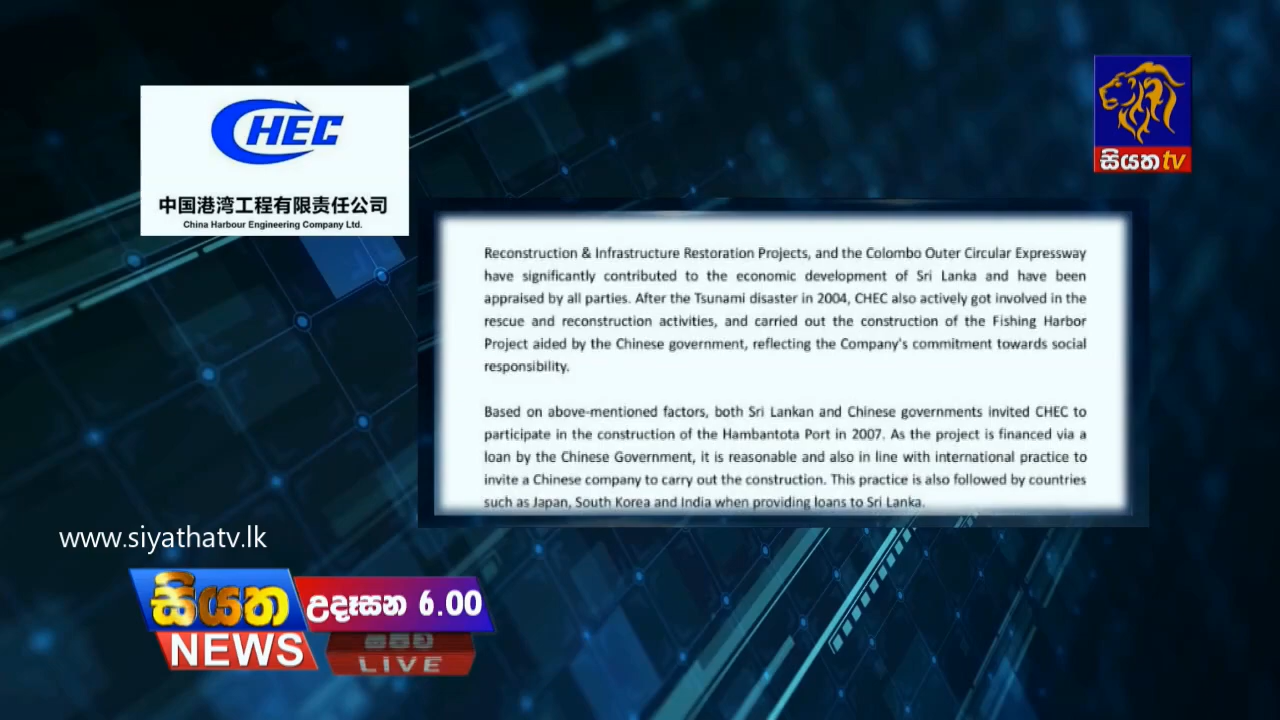 CHEC
中国港湾工程有限责任公司
China Harbour Engineering Company Ltd.
සියත tv
Reconstruction & Infrastructure Restoration Projects, and the Colombo Outer Circular Expressway
have significantly contributed to the economic development of Sri Lanka and have been
appraised by all parties. After the Tsunami disaster in 2004, CHEC also actively got involved in the
rescue and reconstruction activities, and carried out the construction of the Fishing Harbor
Project aided by the Chinese government, reflecting the Company's commitment towards social
responsibility.
Based on above-mentioned factors, both Sri Lankan and Chinese governments invited CHEC to
participate in the construction of the Hambantota Port in 2007. As the project is financed via a
loan by the Chinese Government, it is reasonable and also in line with international practice to
invite a Chinese company to carry out the construction. This practice is also followed by countries
such as Japan, South Korea and India when providing loans to Sri Lanka.
www.siyathatv.lk
සියත
NEWS
උදෑසන 6.00
LIVE